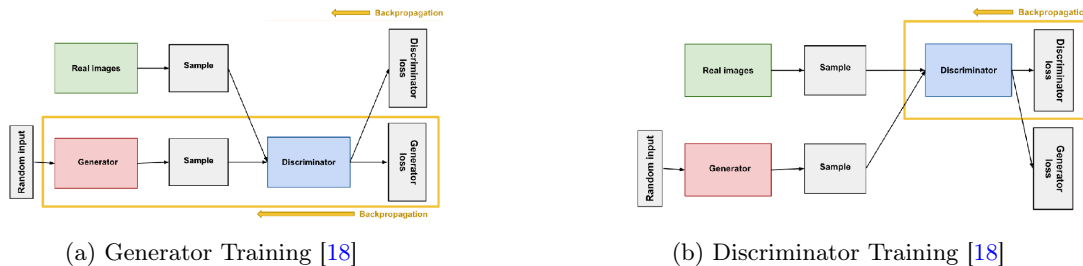 Backpropagation
Real images
Sample
Discriminator
loss
Random input
Generator
Sample
Discriminator
Generator
loss
Backpropagation
(a) Generator Training [18]
Backpropagation
Real images
Sample
Discriminator
Discriminator
loss
Random input
Generator
Sample
Generator
loss
(b) Discriminator Training [18]